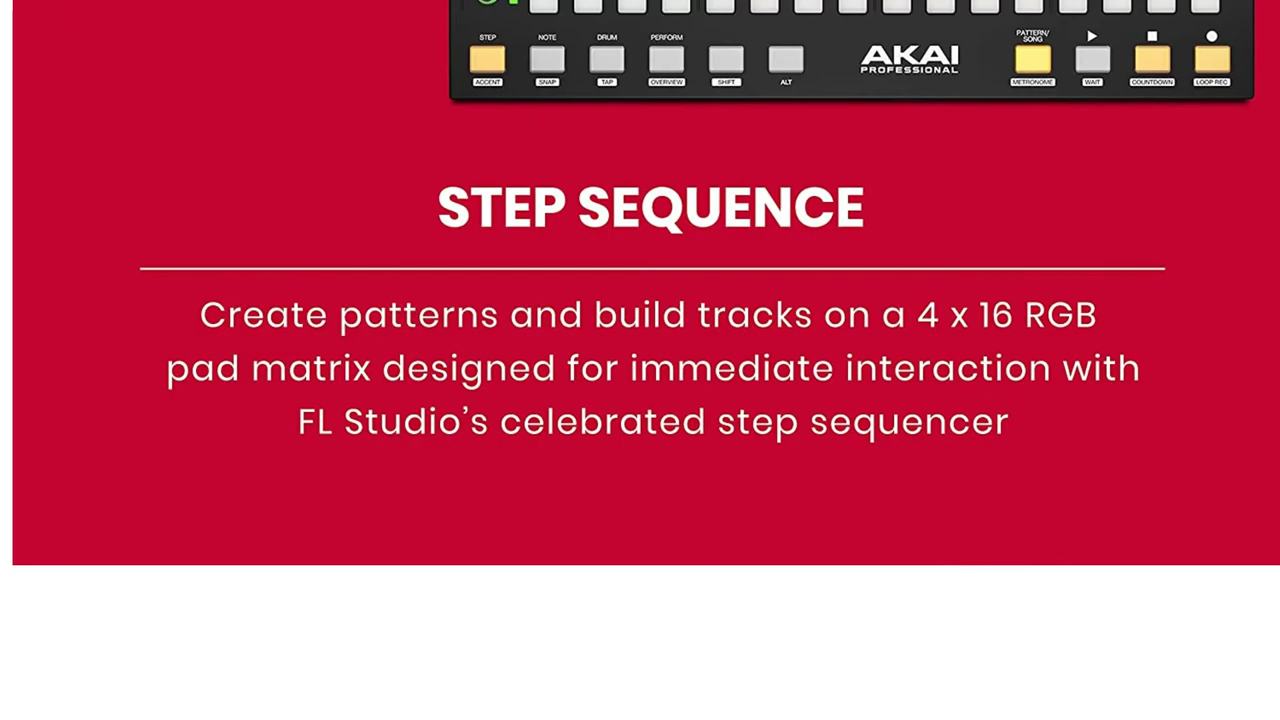 STEP NOTE DRUM PERFORM PATTERN/
SONG
AKAI
PROFESSIONAL
ACCENT SNAP TAP OVERVIEW SHIFT ALT METRONOME WAIT COUNTDOWN LOOP REC
STEP SEQUENCE
Create patterns and build tracks on a 4 x 16 RGB
pad matrix designed for immediate interaction with
FL Studio’s celebrated step sequencer